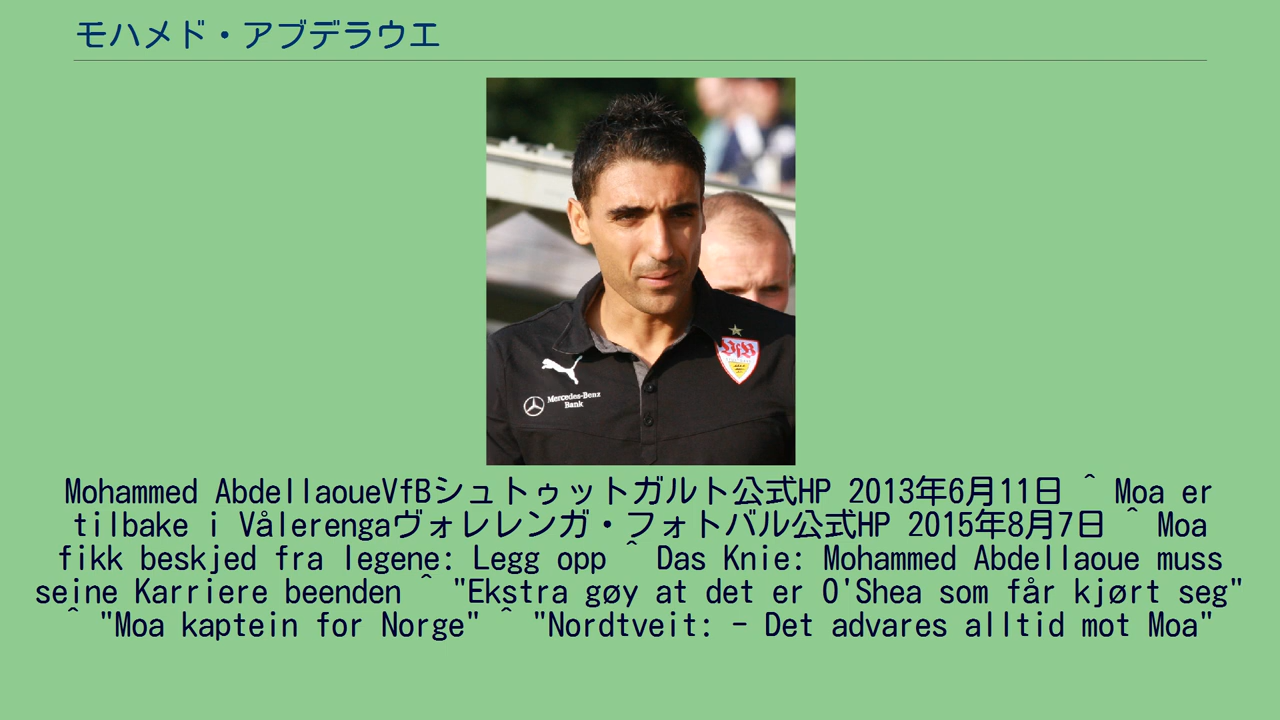 モハメド・アブデラウエ
Mercedes-Benz
Bank
VfB
Mohammed AbdellaoueVfBシュトゥットガルト公式HP 2013年6月11日 ^ Moa er
tilbake i Vålerengaヴォレレンガ・フォトバル公式HP 2015年8月7日 ^ Moa
fikk beskjed fra legene: Legg opp ^ Das Knie: Mohammed Abdellaoue muss
seine Karriere beenden ^ "Ekstra gøy at det er O'Shea som får kjørt seg"
^ "Moa kaptein for Norge" ^ "Nordtveit: - Det advares alltid mot Moa"